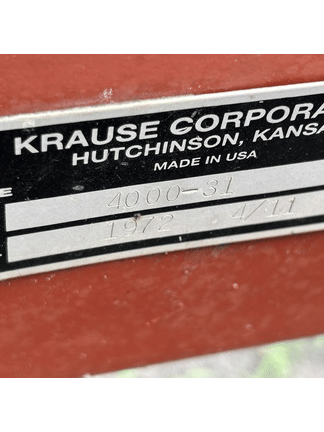 KRAUSE CORPORA
HUTCHINSON, KANSA
MADE IN USA
E 4000-31
1972 4/11